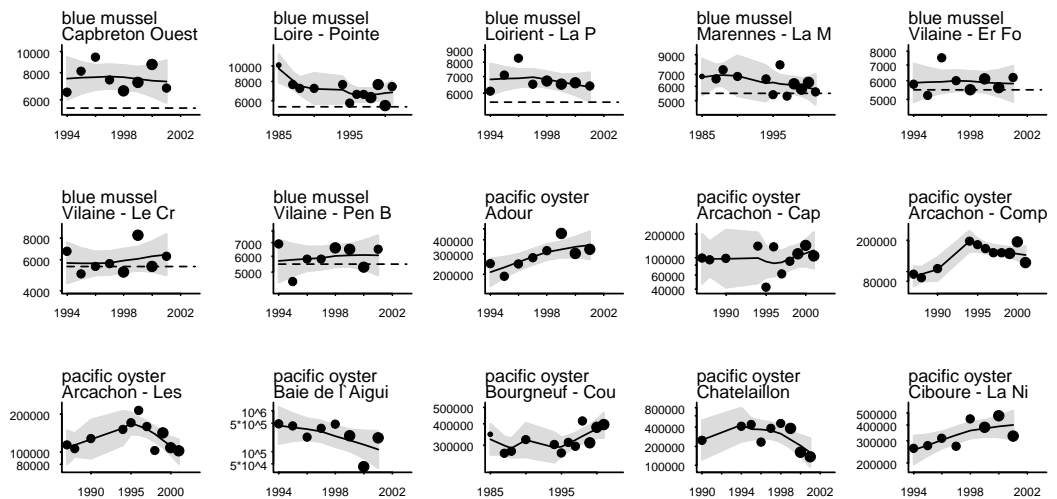 blue mussel
Capbreton Ouest
10000
8000
6000
1994 1998 2002
blue mussel
Loire - Pointe
10000
8000
6000
1985 1995
blue mussel
Loirient - La P
9000
8000
7000
6000
1994 1998 2002
blue mussel
Marennes - La M
9000
7000
6000
5000
1985 1995
blue mussel
Vilaine - Er Fo
8000
7000
6000
5000
1994 1998 2002
blue mussel
Vilaine - Le Cr
8000
6000
5000
4000
1994 1998 2002
blue mussel
Vilaine - Pen B
7000
6000
5000
1994 1998 2002
pacific oyster
Adour
400000
300000
200000
1994 1998 2002
pacific oyster
Arcachon - Cap
200000
100000
60000
40000
1990 1995 2000
pacific oyster
Arcachon - Comp
200000
80000
1990 1995 2000
pacific oyster
Arcachon - Les
200000
100000
80000
1990 1995 2000
pacific oyster
Baie de l`Aigui
10^6
5*10^5
10^5
5*10^4
1994 1998 2002
pacific oyster
Bourgneuf - Cou
500000
400000
300000
1985 1995
pacific oyster
Chatelaillon
800000
400000
200000
100000
1990 1994 1998 2002
pacific oyster
Ciboure - La Ni
500000
400000
300000
200000
1994 1998 2002